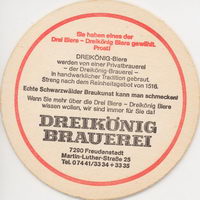 Sie haben eines der
Drei Biere – Dreikönig Biere gewählt.
Prost!
DREIKÖNIG-Biere
werden von einer Privatbrauerei
– der Dreikönig-Brauerei –
in handwerklicher Tradition gebraut.
Streng nach dem Reinheitsgebot von 1516.
Echte Schwarzwälder Braukunst kann man schmecken!
Wenn Sie mehr über die Drei Biere – Dreikönig Biere
wissen wollen, wir sind immer für Sie da!
DREIKÖNIG
BRAUEREI
7290 Freudenstadt
Martin-Luther-Straße 25
Tel. 07441/3334 + 3335